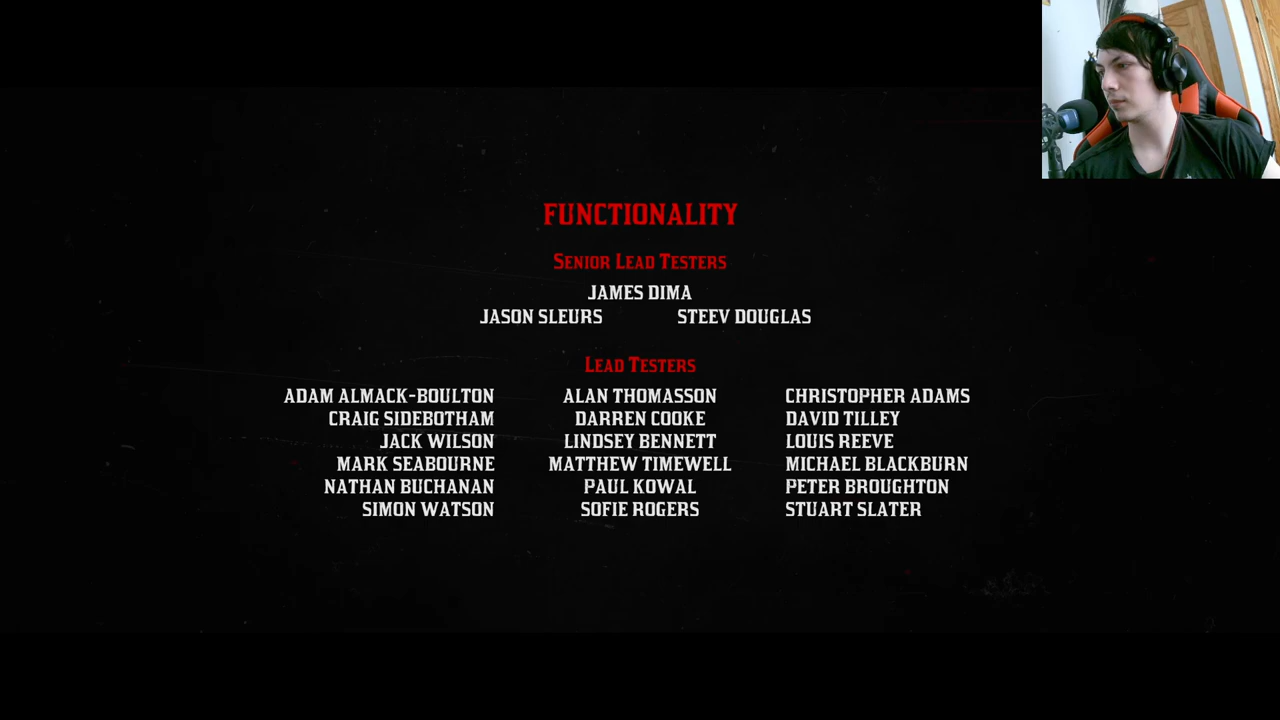 FUNCTIONALITY
SENIOR LEAD TESTERS
JAMES DIMA
JASON SLEURS STEEV DOUGLAS
LEAD TESTERS
ADAM ALMACK-BOULTON ALAN THOMASSON CHRISTOPHER ADAMS
CRAIG SIDEBOTHAM DARREN COOKE DAVID TILLEY
JACK WILSON LINDSEY BENNETT LOUIS REEVE
MARK SEABOURNE MATTHEW TIMEWELL MICHAEL BLACKBURN
NATHAN BUCHANAN PAUL KOWAL PETER BROUGHTON
SIMON WATSON SOFIE ROGERS STUART SLATER